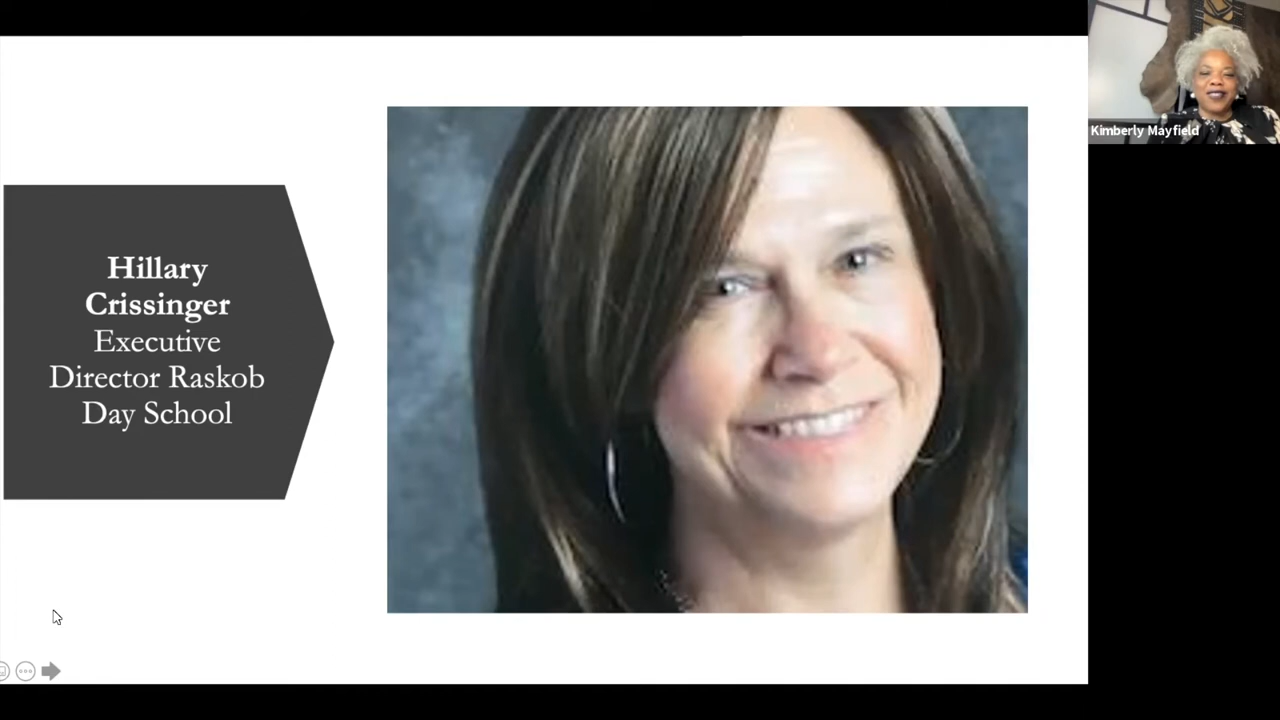 Hillary
Crissinger
Executive
Director Raskob
Day School
Kimberly Mayfield